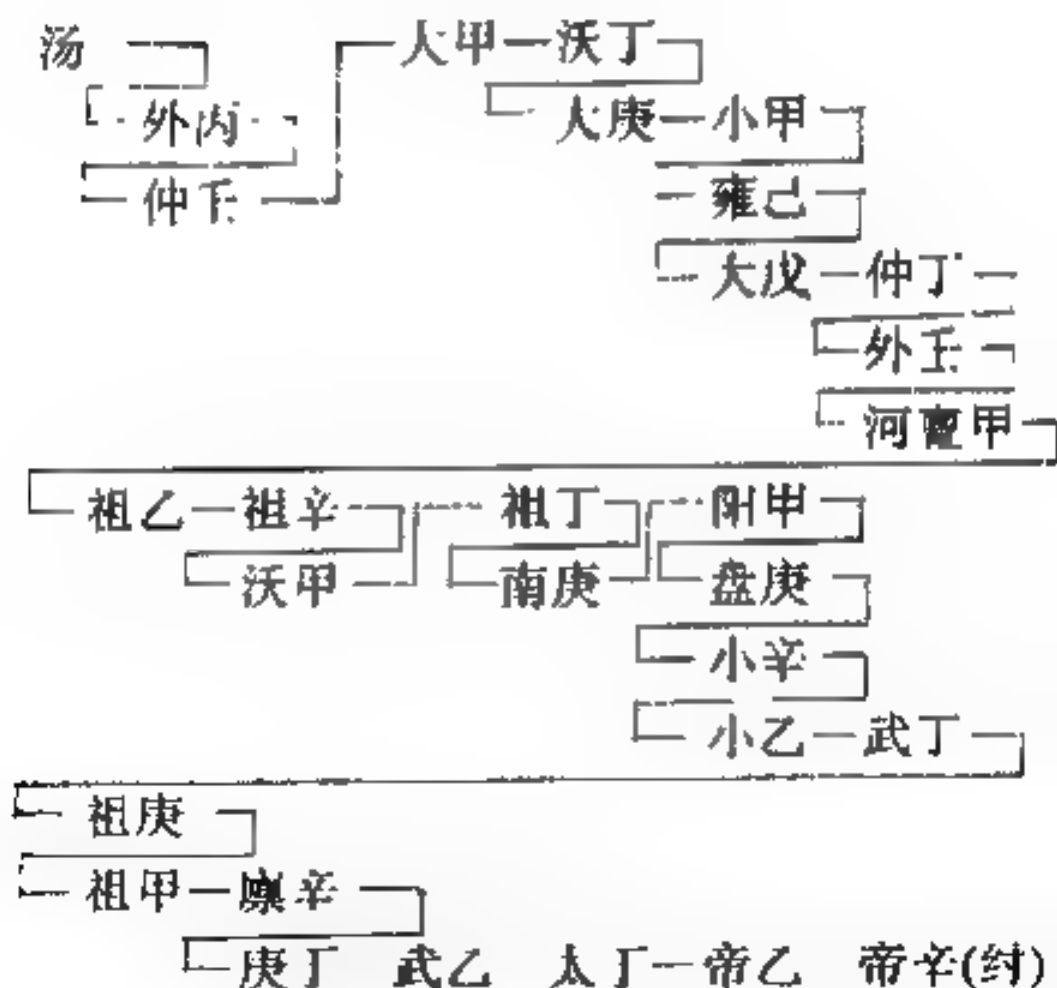 汤 大甲 沃丁
外丙 大庚 小甲
仲壬 雍己
大戊 仲丁
外壬
河亶甲
祖乙 祖辛 祖丁 阳甲
沃甲 南庚 盘庚
小辛
小乙 武丁
祖庚
祖甲 廪辛
庚丁 武乙 太丁 帝乙 帝辛(纣)